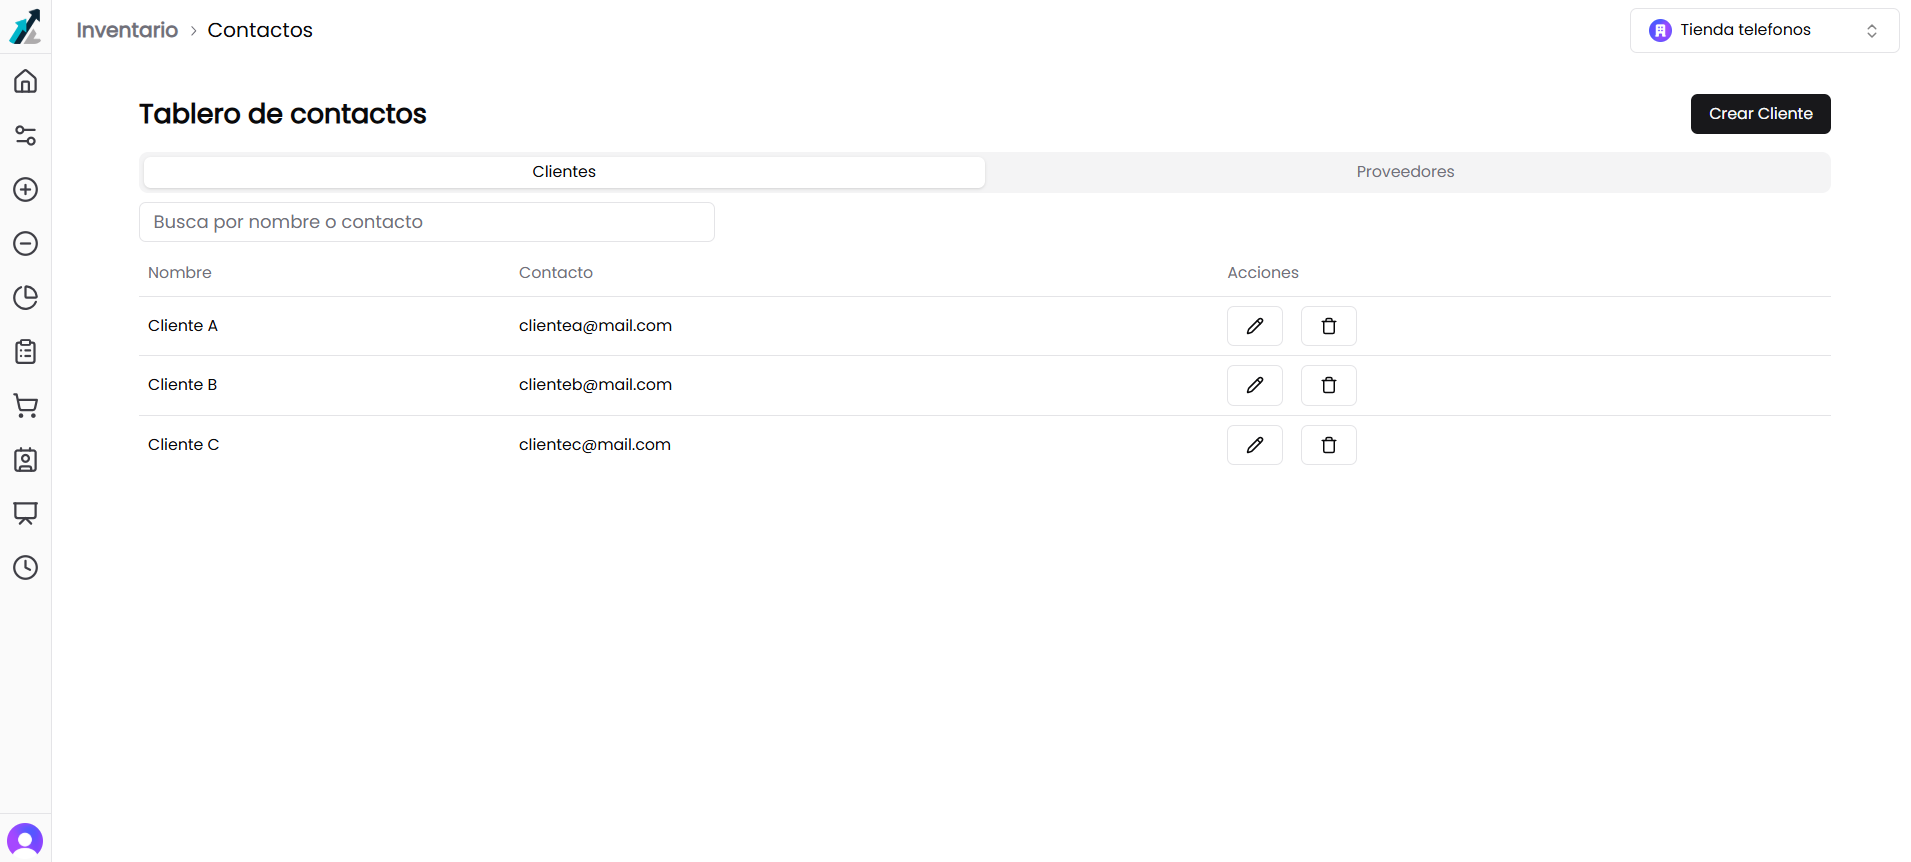 Inventario > Contactos
Tienda telefonos
Tablero de contactos
Crear Cliente
Clientes
Proveedores
Busca por nombre o contacto
Nombre Contacto Acciones
Cliente A clientea@mail.com
Cliente B clienteb@mail.com
Cliente C clientec@mail.com